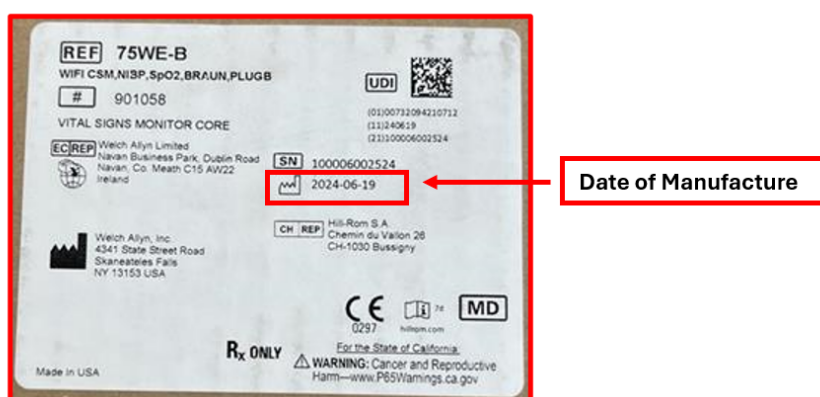 REF 75WE-B
WIFI CSM,NIBP,SpO2,BRAUN,PLUGB
# 901058
VITAL SIGNS MONITOR CORE
UDI
(01)00732094210712
(11)240619
(21)100006002524
EC REP Welch Allyn Limited
Navan Business Park, Dublin Road
Navan, Co. Meath C15 AW22
Ireland
SN 100006002524
2024-06-19
Date of Manufacture
CH REP Hill-Rom S.A.
Chemin du Vallon 26
CH-1030 Bussigny
Welch Allyn, Inc.
4341 State Street Road
Skaneateles Falls
NY 13153 USA
CE
0297
hillrom.com
MD
Rx ONLY
For the State of California:
WARNING: Cancer and Reproductive
Harm—www.P65Warnings.ca.gov
Made in USA